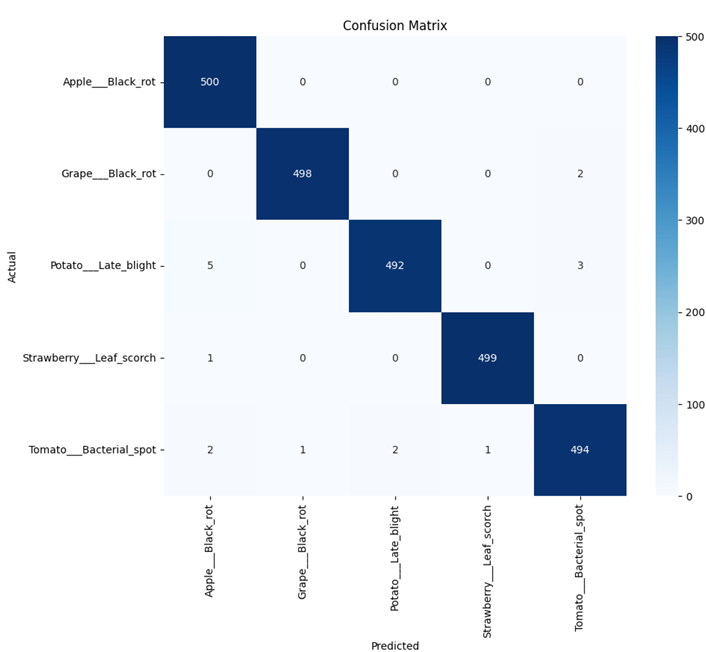 Confusion Matrix
Apple___Black_rot 500 0 0 0 0
Grape___Black_rot 0 498 0 0 2
Potato___Late_blight 5 0 492 0 3
Strawberry___Leaf_scorch 1 0 0 499 0
Tomato___Bacterial_spot 2 1 2 1 494
Actual
Apple___Black_rot
Grape___Black_rot
Potato___Late_blight
Strawberry___Leaf_scorch
Tomato___Bacterial_spot
Predicted
500
400
300
200
100
0